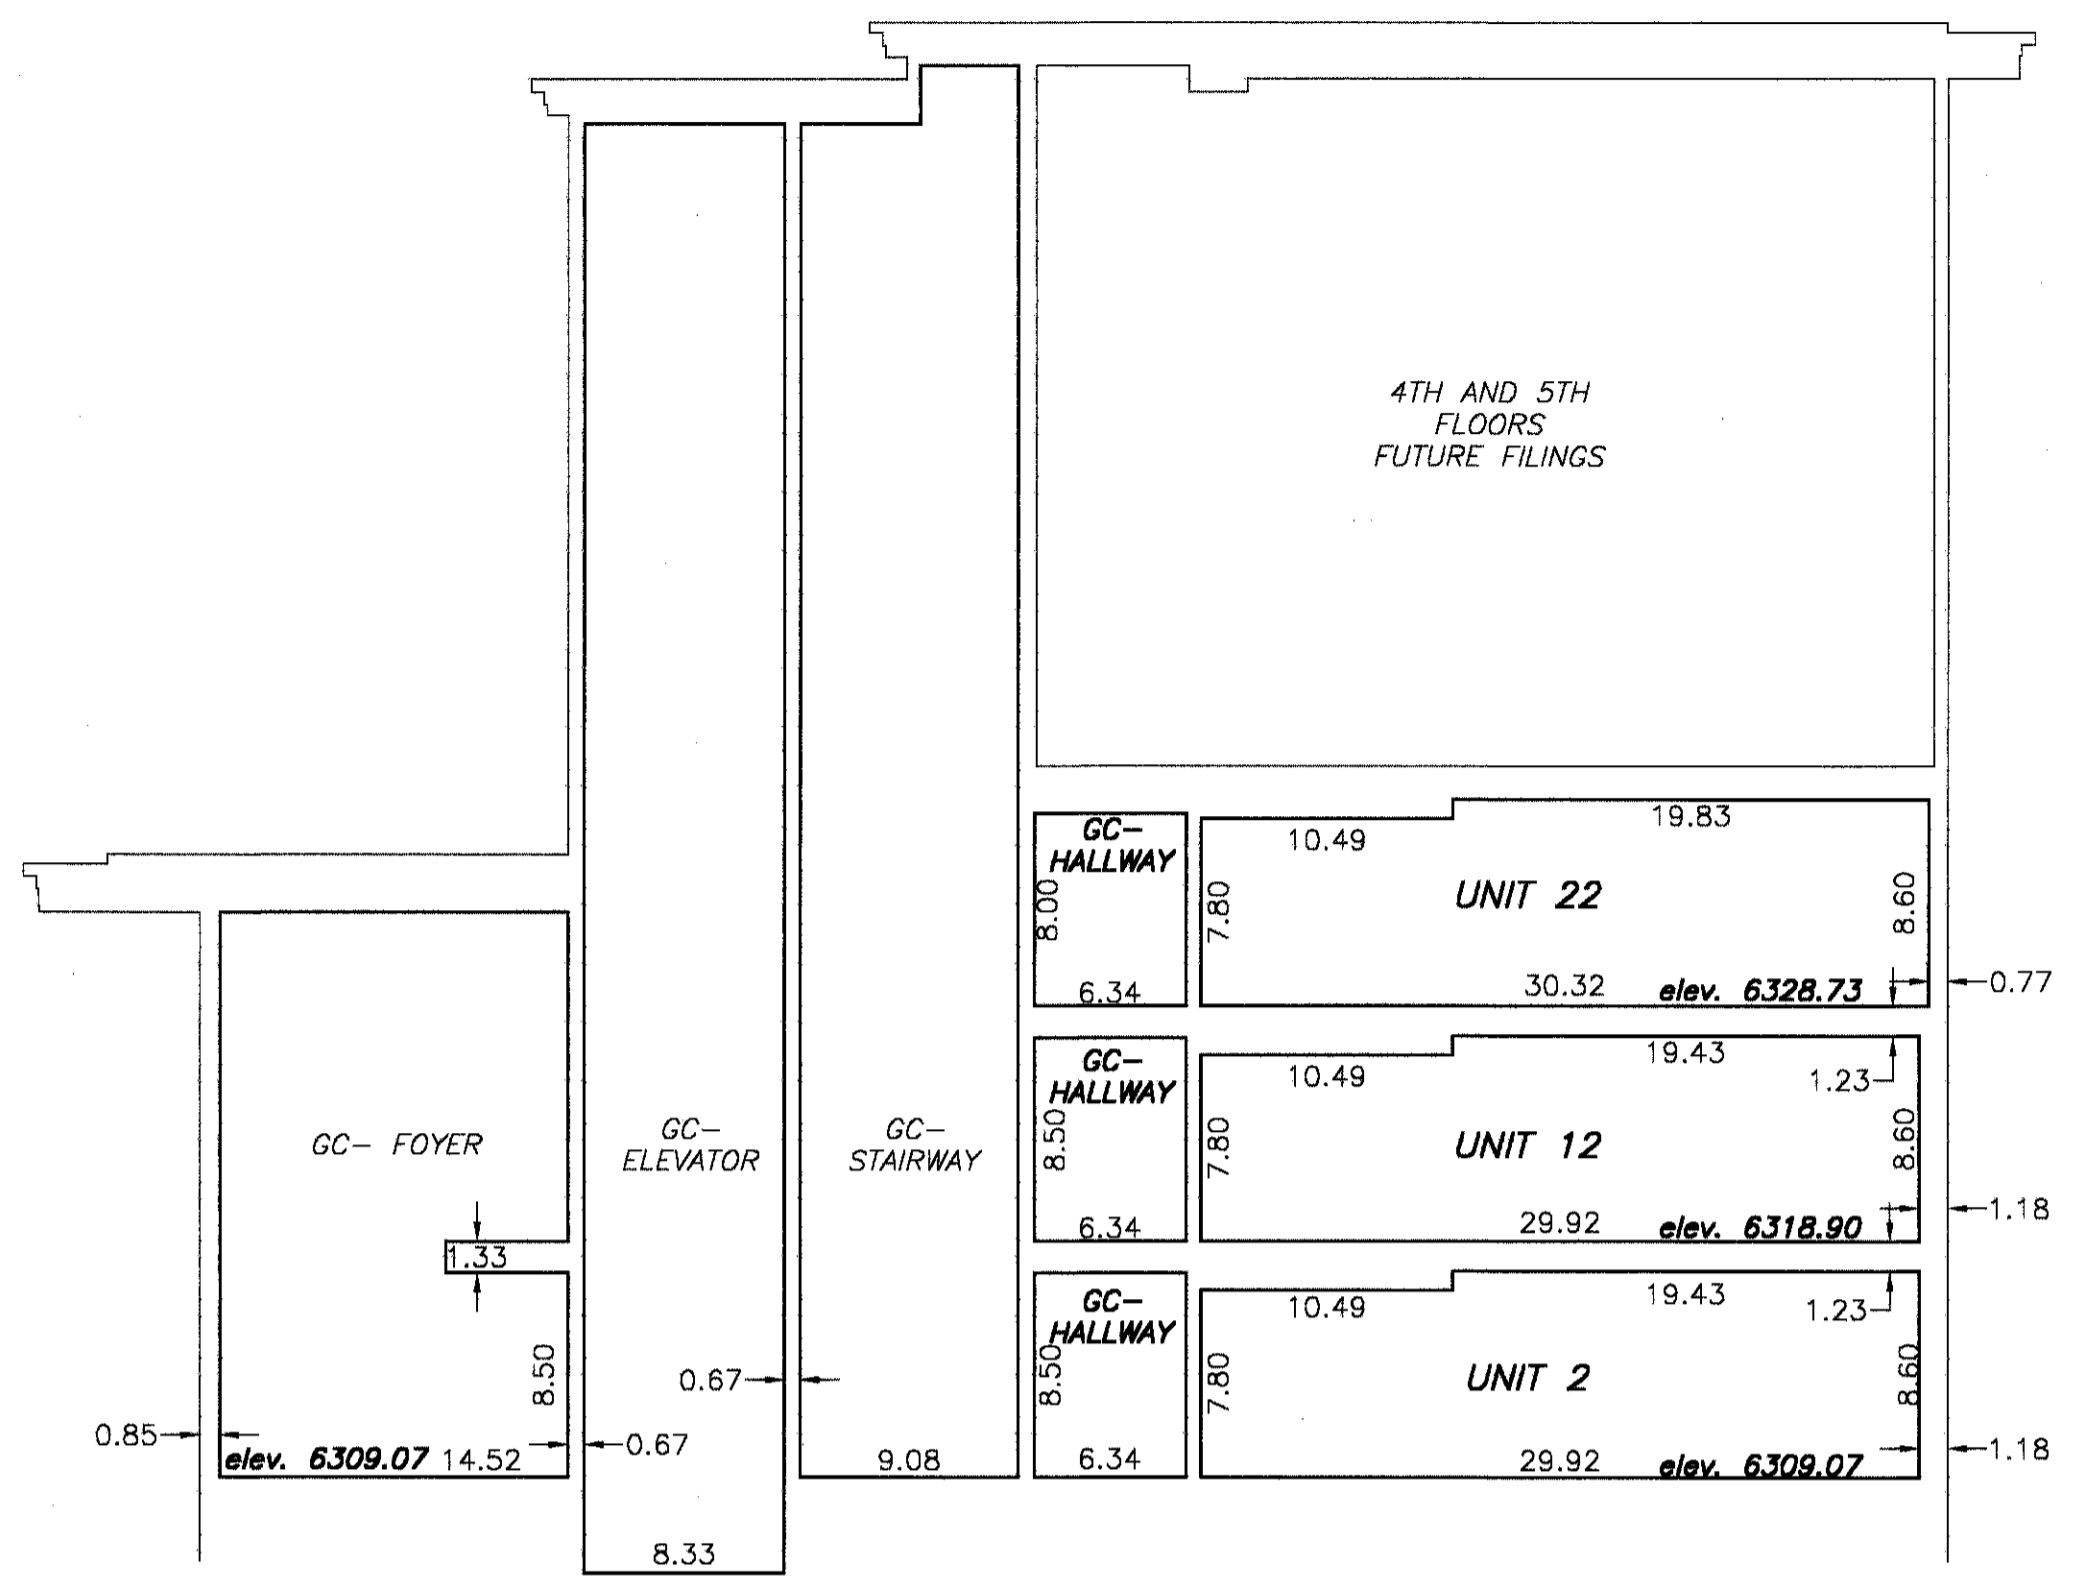 4TH AND 5TH
FLOORS
FUTURE FILINGS
GC-
HALLWAY
8.00
6.34
10.49
19.83
7.80
UNIT 22
8.60
30.32
elev. 6328.73
0.77
GC-
HALLWAY
8.50
6.34
10.49
19.43
1.23
7.80
UNIT 12
8.60
29.92
elev. 6318.90
1.18
GC- FOYER
GC-
ELEVATOR
GC-
STAIRWAY
1.33
8.50
0.85
elev. 6309.07
14.52
0.67
0.67
8.33
9.08
GC-
HALLWAY
8.50
6.34
10.49
19.43
1.23
7.80
UNIT 2
8.60
29.92
elev. 6309.07
1.18